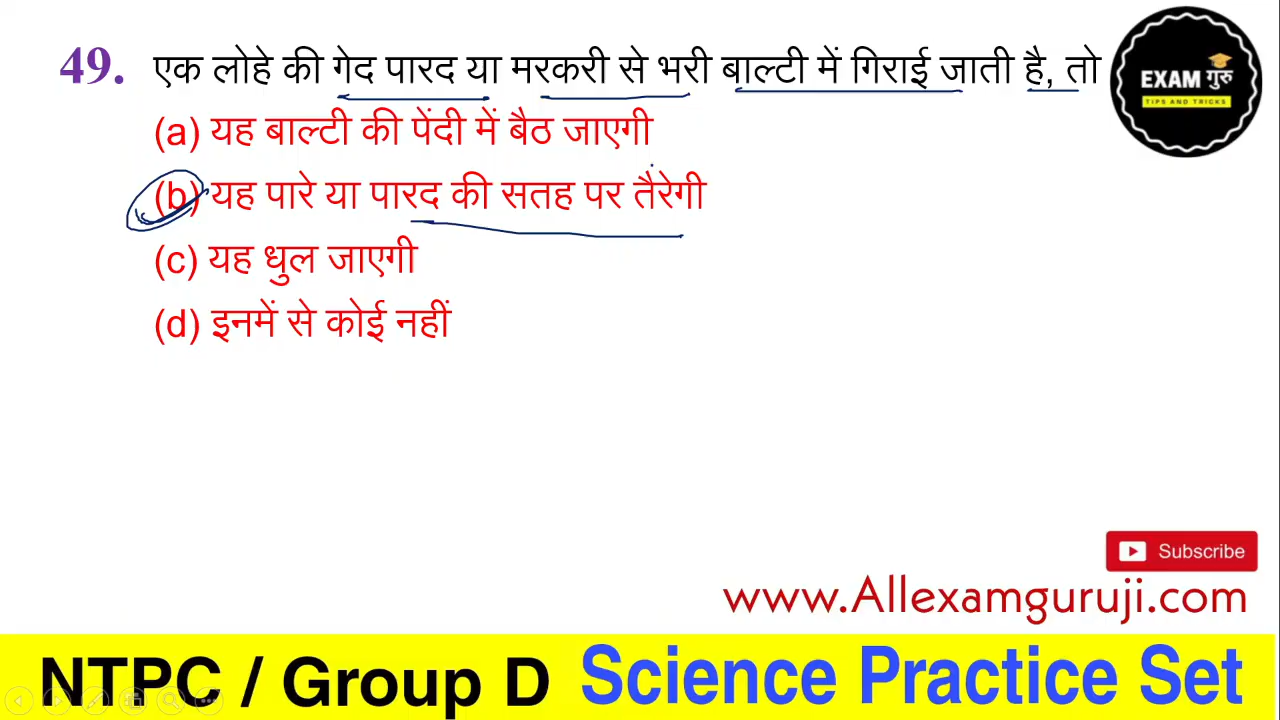 49. एक लोहे की गेद पारद या मरकरी से भरी बाल्टी में गिराई जाती है, तो
(a) यह बाल्टी की पेंदी में बैठ जाएगी
(b) यह पारे या पारद की सतह पर तैरेगी
(c) यह धुल जाएगी
(d) इनमें से कोई नहीं
EXAM गुरु
TIPS AND TRICKS
Subscribe
www.Allexamguruji.com
NTPC / Group D Science Practice Set